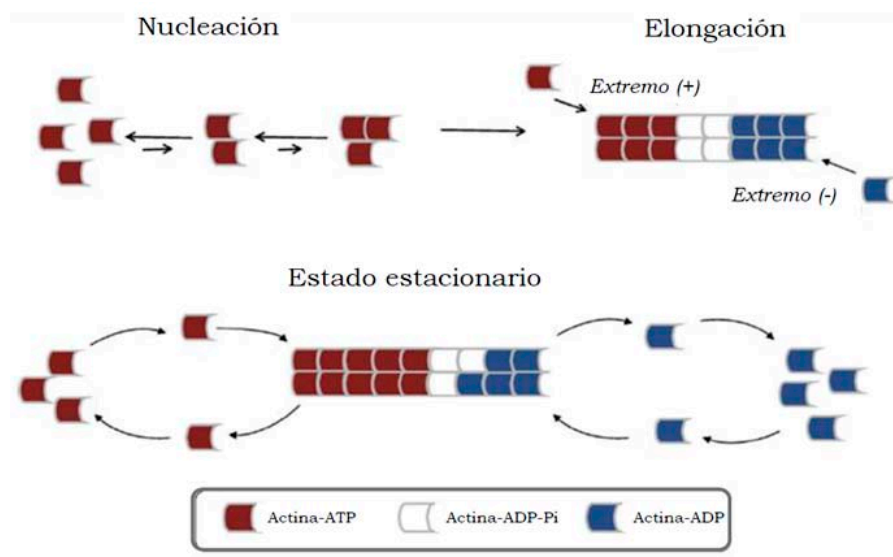 Nucleación
Elongación
Extremo (+)
Extremo (-)
Estado estacionario
Actina-ATP
Actina-ADP-Pi
Actina-ADP